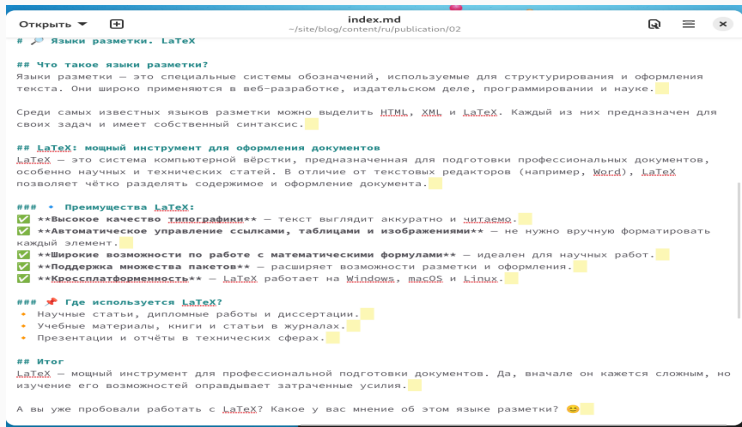 Открыть
index.md
~/site/blog/content/ru/publication/02
# 🔎 Языки разметки. LaTeX
## Что такое языки разметки?
Языки разметки — это специальные системы обозначений, используемые для структурирования и оформления
текста. Они широко применяются в веб-разработке, издательском деле, программировании и науке.
Среди самых известных языков разметки можно выделить HTML, XML и LaTeX. Каждый из них предназначен для
своих задач и имеет собственный синтаксис.
## LaTeX: мощный инструмент для оформления документов
LaTeX — это система компьютерной вёрстки, предназначенная для подготовки профессиональных документов,
особенно научных и технических статей. В отличие от текстовых редакторов (например, Word), LaTeX
позволяет чётко разделять содержимое и оформление документа.
### 🔹 Преимущества LaTeX:
✅ **Высокое качество типографики** — текст выглядит аккуратно и читаемо.
✅ **Автоматическое управление ссылками, таблицами и изображениями** — не нужно вручную форматировать
каждый элемент.
✅ **Широкие возможности по работе с математическими формулами** — идеален для научных работ.
✅ **Поддержка множества пакетов** — расширяет возможности разметки и оформления.
✅ **Кроссплатформенность** — LaTeX работает на Windows, macOS и Linux.
### 📌 Где используется LaTeX?
🔸 Научные статьи, дипломные работы и диссертации.
🔸 Учебные материалы, книги и статьи в журналах.
🔸 Презентации и отчёты в технических сферах.
## Итог
LaTeX — мощный инструмент для профессиональной подготовки документов. Да, вначале он кажется сложным, но
изучение его возможностей оправдывает затраченные усилия.
А вы уже пробовали работать с LaTeX? Какое у вас мнение об этом языке разметки? 😊